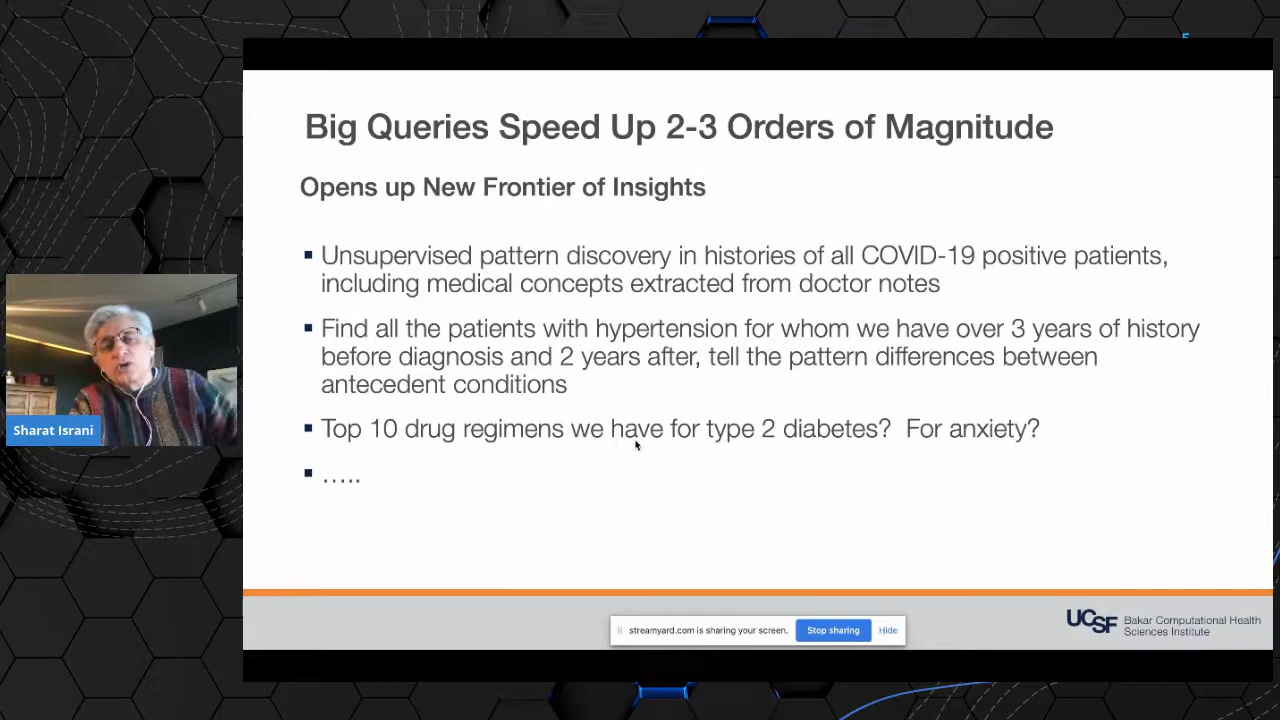 Big Queries Speed Up 2-3 Orders of Magnitude
Opens up New Frontier of Insights
Unsupervised pattern discovery in histories of all COVID-19 positive patients,
including medical concepts extracted from doctor notes
Find all the patients with hypertension for whom we have over 3 years of history
before diagnosis and 2 years after, tell the pattern differences between
antecedent conditions
Top 10 drug regimens we have for type 2 diabetes?  For anxiety?
…..
Sharat Israni
streamyard.com is sharing your screen.
Stop sharing
Hide
UCSF
Bakar Computational Health
Sciences Institute